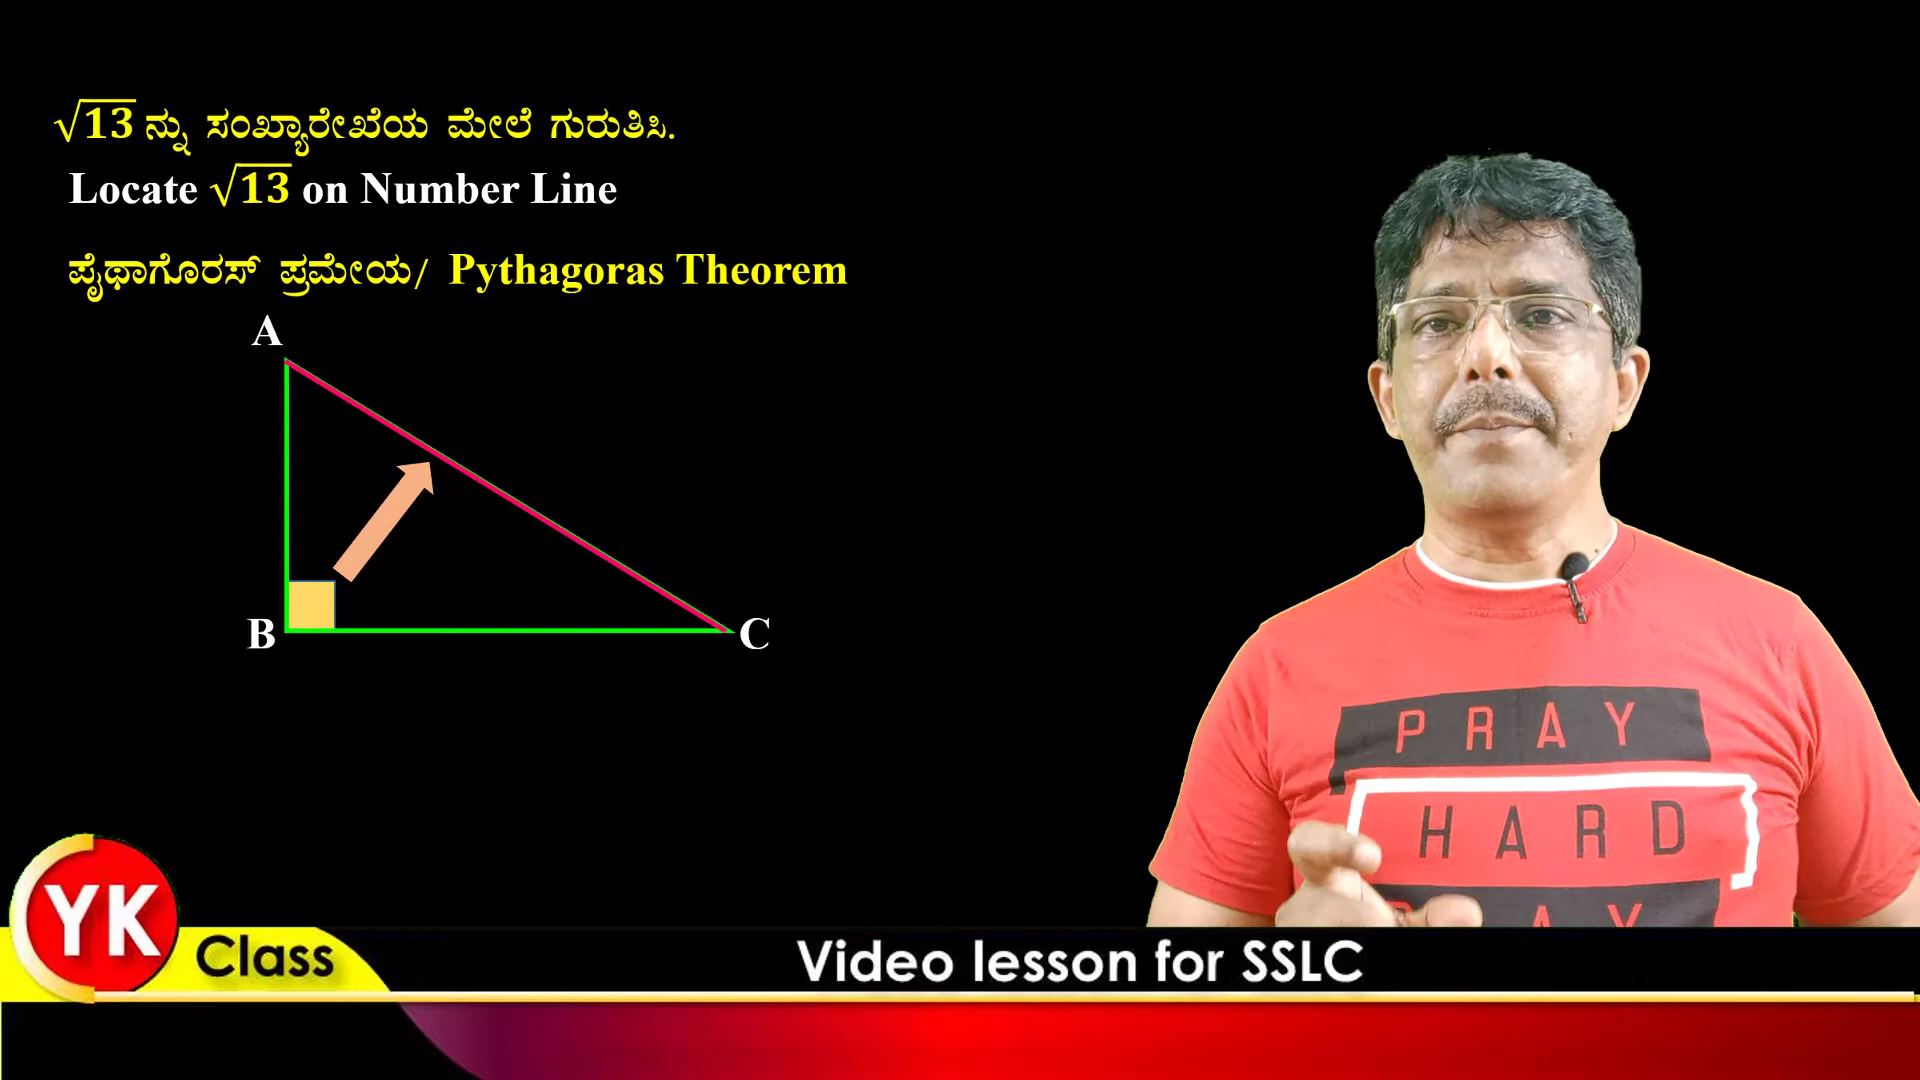 √13 ನ್ನು ಸಂಖ್ಯಾರೇಖೆಯ ಮೇಲೆ ಗುರುತಿಸಿ.
Locate √13 on Number Line
ಪೈಥಾಗೊರಸ್ ಪ್ರಮೇಯ/ Pythagoras Theorem
A
B
C
PRAY
HARD
YK
Class
Video lesson for SSLC